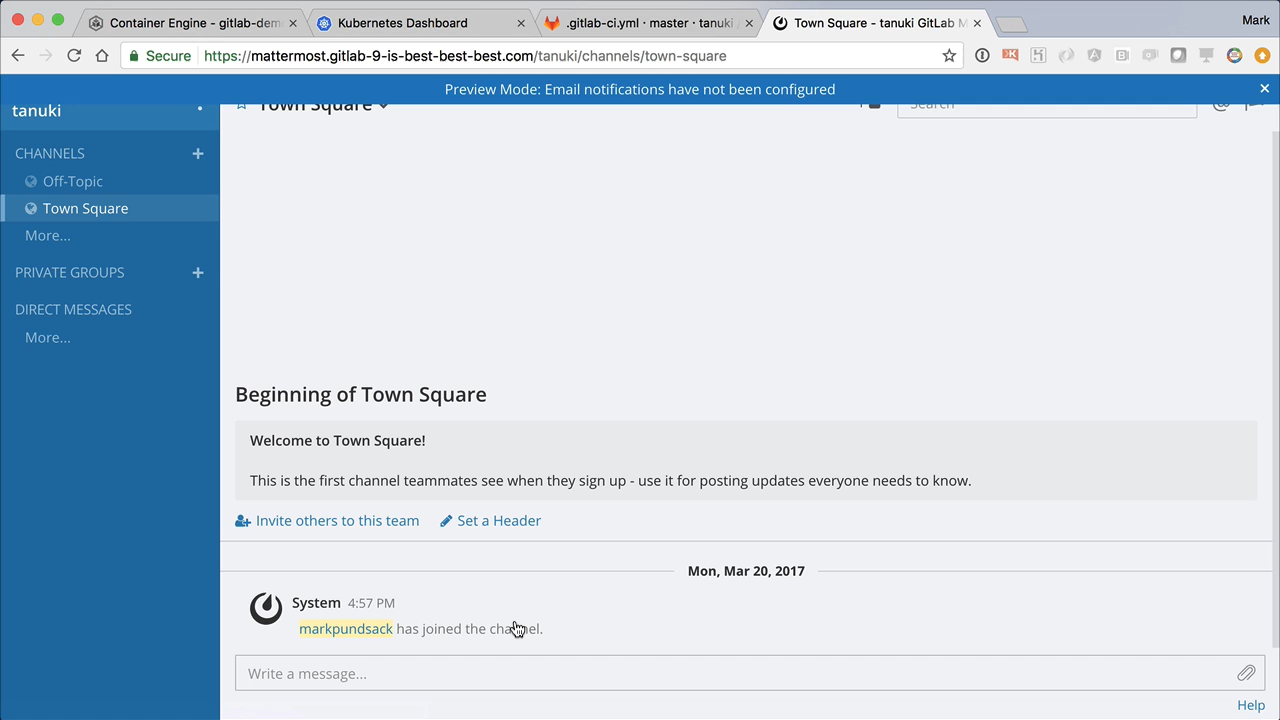 Container Engine - gitlab-dem
Kubernetes Dashboard
.gitlab-ci.yml · master · tanuki
Town Square - tanuki GitLab M
Mark
Secure
https://mattermost.gitlab-9-is-best-best-best.com/tanuki/channels/town-square
Preview Mode: Email notifications have not been configured
tanuki
Town Square
Search
CHANNELS
Off-Topic
Town Square
More...
PRIVATE GROUPS
DIRECT MESSAGES
More...
Beginning of Town Square
Welcome to Town Square!
This is the first channel teammates see when they sign up - use it for posting updates everyone needs to know.
Invite others to this team
Set a Header
Mon, Mar 20, 2017
System 4:57 PM
markpundsack has joined the channel.
Write a message...
Help